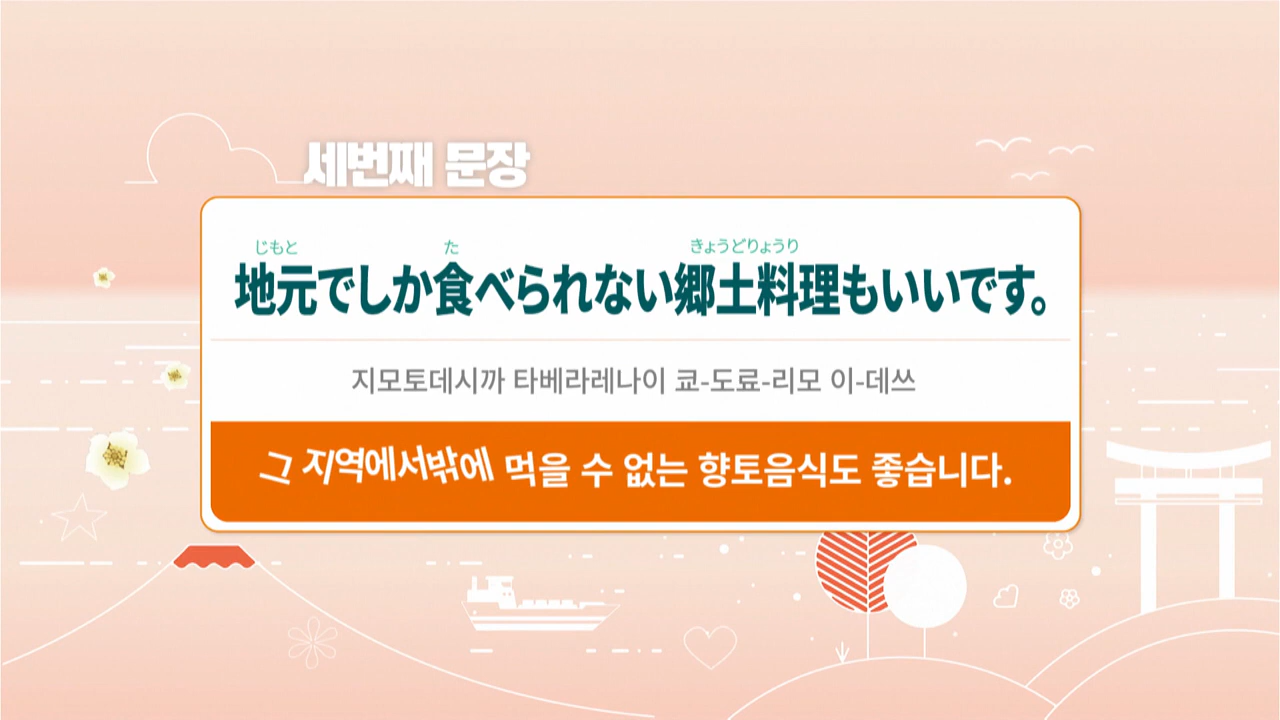 세번째 문장
じもと た きょうどりょうり
地元でしか食べられない郷土料理もいいです。
지모토데시까 타베라레나이 쿄-도료-리모 이-데쓰
그 지역에서밖에 먹을 수 없는 향토음식도 좋습니다.